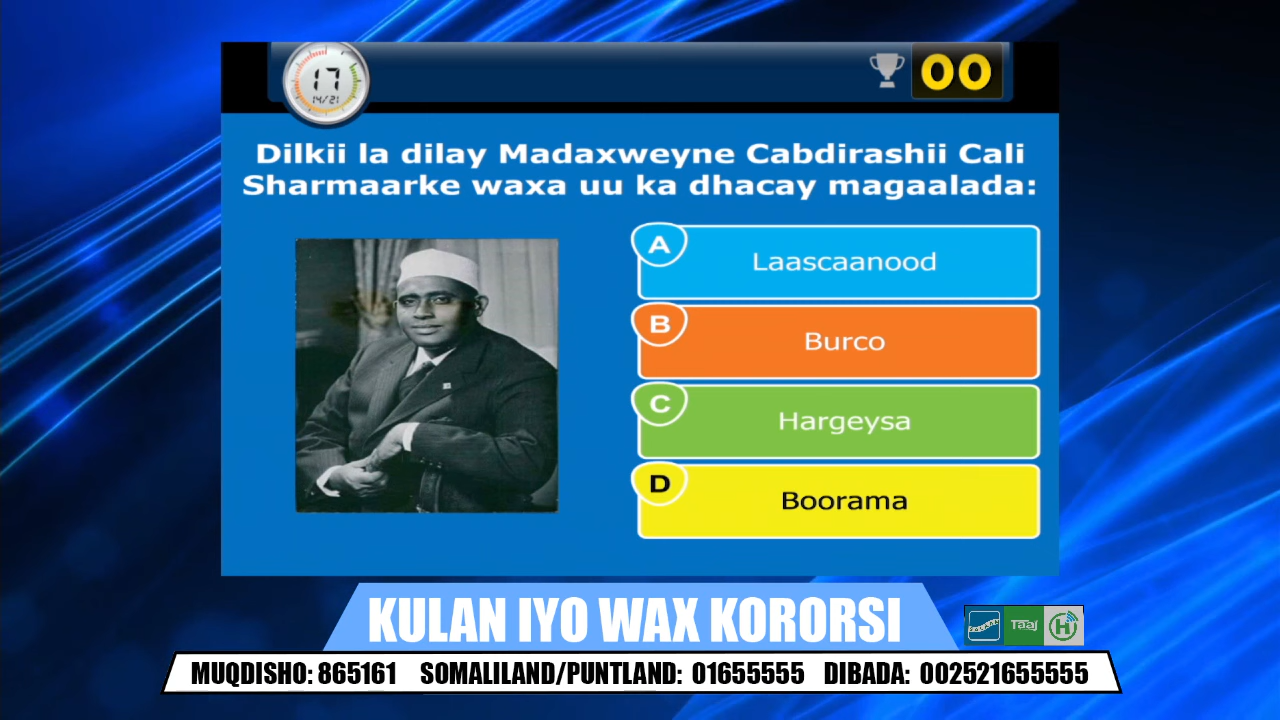 17
14/21
00
Dilkii la dilay Madaxweyne Cabdirashii Cali
Sharmaarke waxa uu ka dhacay magaalada:
A
Laascaanood
B
Burco
C
Hargeysa
D
Boorama
KULAN IYO WAX KORORSI
SALAAM
Taaj
H
MUQDISHO: 865161 SOMALILAND/PUNTLAND: 01655555 DIBADA: 002521655555